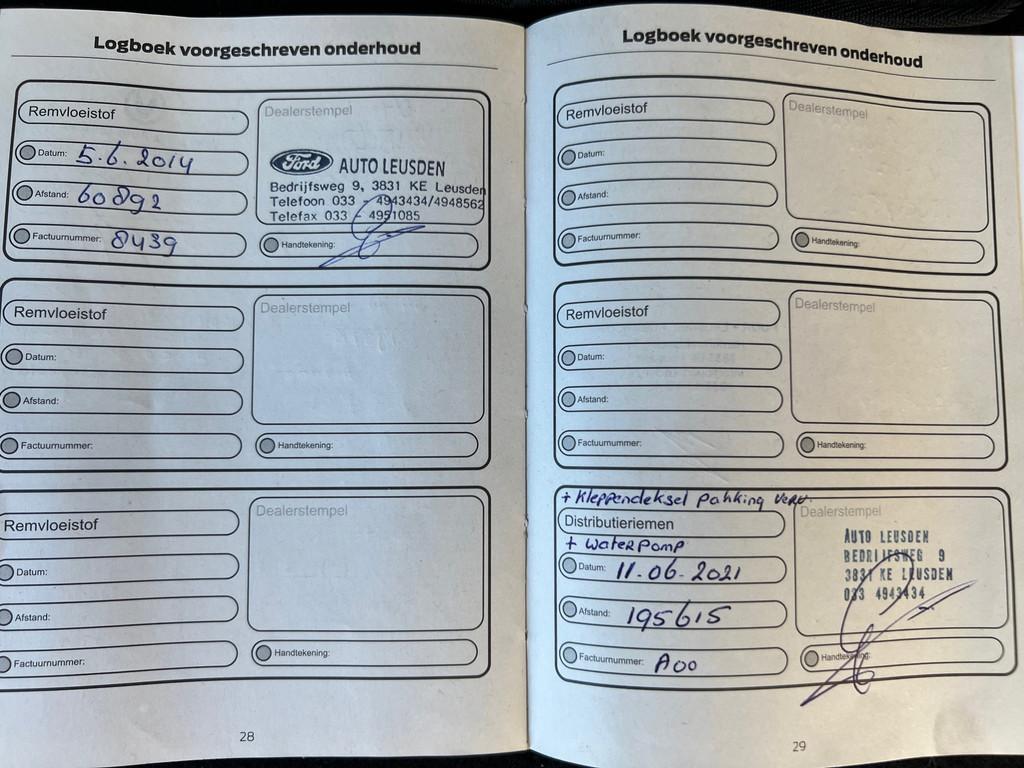 Logboek voorgeschreven onderhoud
Remvloeistof
Datum: 5.6.2014
Afstand: 60892
Factuurnummer: 8439
Dealerstempel
Ford AUTO LEUSDEN
Bedrijfsweg 9, 3831 KE Leusden
Telefoon 033 - 4943434/4948562
Telefax 033 - 4951085
Handtekening:
Remvloeistof
Datum:
Afstand:
Factuurnummer:
Dealerstempel
Handtekening:
Remvloeistof
Datum:
Afstand:
Factuurnummer:
Dealerstempel
Handtekening:
28
Logboek voorgeschreven onderhoud
Remvloeistof
Datum:
Afstand:
Factuurnummer:
Dealerstempel
Handtekening:
Remvloeistof
Datum:
Afstand:
Factuurnummer:
Dealerstempel
Handtekening:
+ Kleppendeksel pakking verv.
Distributieriemen
+ waterpomp
Datum: 11.06.2021
Afstand: 195615
Factuurnummer: A00
Dealerstempel
AUTO LEUSDEN
BEDRIJFSWEG 9
3831 KE LEUSDEN
033 4943434
Handtekening:
29